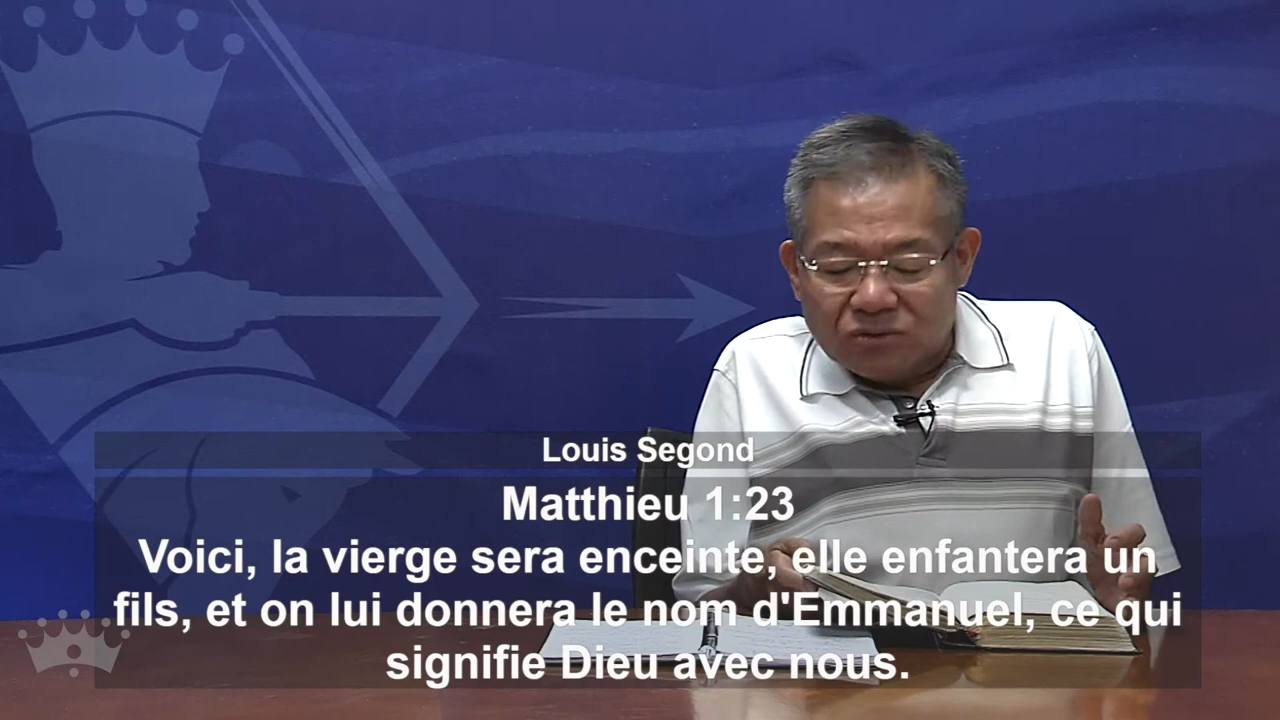 Louis Segond
Matthieu 1:23
Voici, la vierge sera enceinte, elle enfantera un
fils, et on lui donnera le nom d'Emmanuel, ce qui
signifie Dieu avec nous.